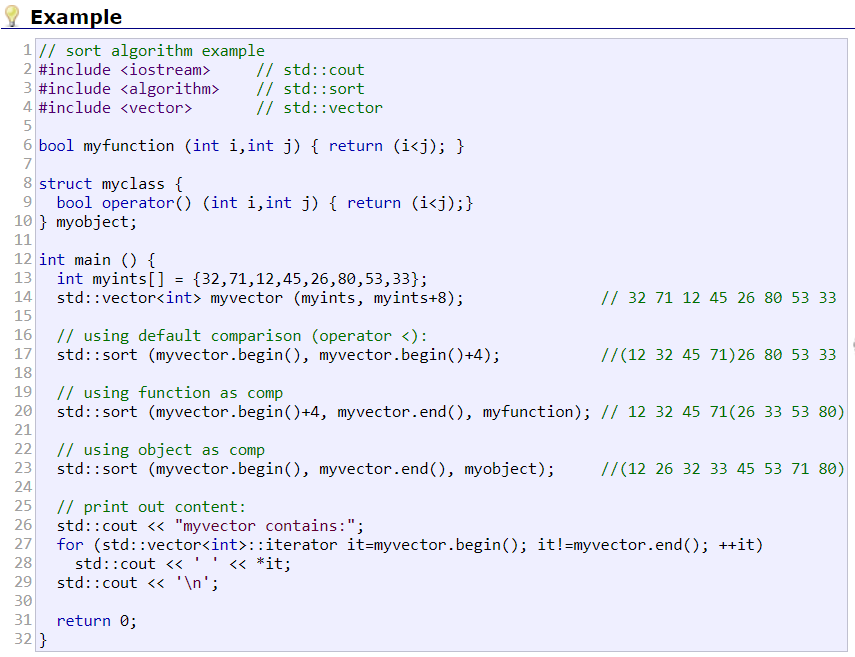 Example
1 // sort algorithm example
2 #include <iostream>     // std::cout
3 #include <algorithm>    // std::sort
4 #include <vector>       // std::vector
5
6 bool myfunction (int i,int j) { return (i<j); }
7
8 struct myclass {
9   bool operator() (int i,int j) { return (i<j);}
10 } myobject;
11
12 int main () {
13   int myints[] = {32,71,12,45,26,80,53,33};
14   std::vector<int> myvector (myints, myints+8);               // 32 71 12 45 26 80 53 33
15
16   // using default comparison (operator <):
17   std::sort (myvector.begin(), myvector.begin()+4);           //(12 32 45 71)26 80 53 33
18
19   // using function as comp
20   std::sort (myvector.begin()+4, myvector.end(), myfunction); // 12 32 45 71(26 33 53 80)
21
22   // using object as comp
23   std::sort (myvector.begin(), myvector.end(), myobject);     //(12 26 32 33 45 53 71 80)
24
25   // print out content:
26   std::cout << "myvector contains:";
27   for (std::vector<int>::iterator it=myvector.begin(); it!=myvector.end(); ++it)
28     std::cout << ' ' << *it;
29   std::cout << '\n';
30
31   return 0;
32 }